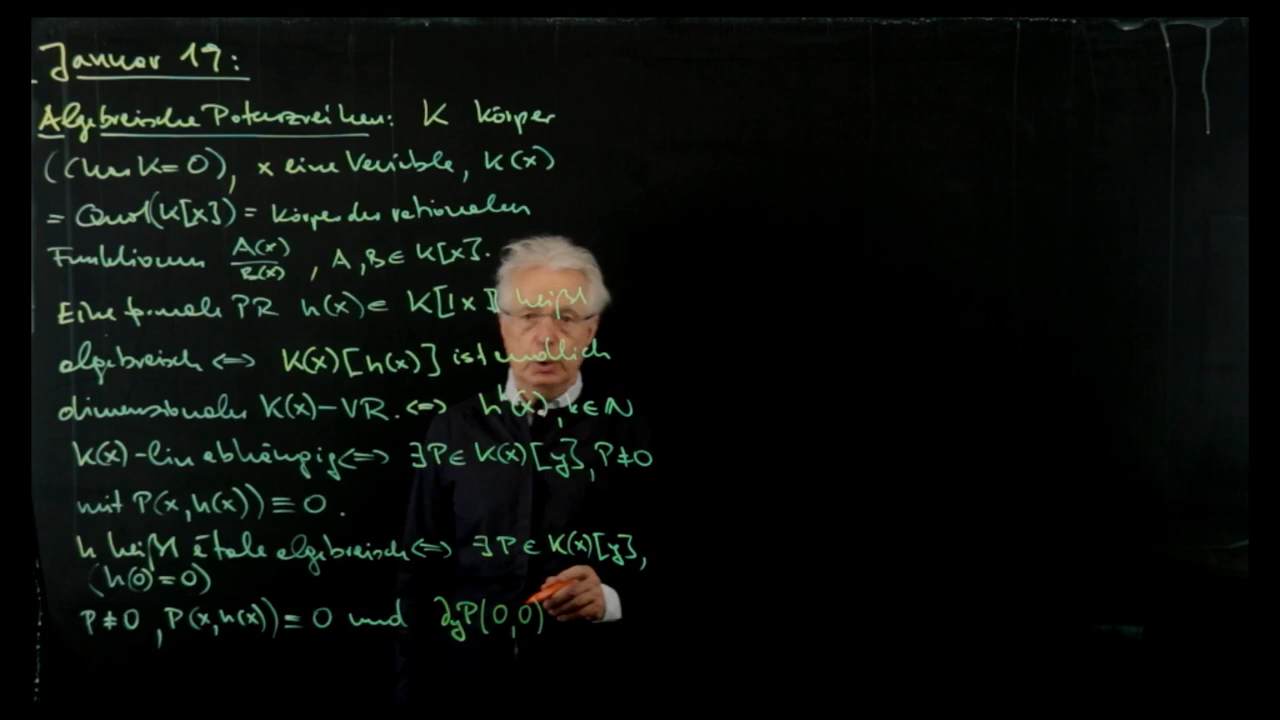 Januar 19:
Algebraische Potenzreihen: K Körper
(Char K=0), x eine Variable, K(x)
= Quot(K[x]) = Körper der rationalen
Funktionen A(x)/B(x), A, B ∈ K[x].
Eine formale PR h(x) ∈ K[[x]] heißt
algebraisch ⟺ K(x)[h(x)] ist endlich
dimensionaler K(x)-VR. ⟺ h^k(x), k∈N
K(x)-lin abhängig ⟺ ∃P∈ K(x)[y], P≠0
mit P(x,h(x)) ≡ 0.
h heißt étale algebraisch ⟺ ∃P∈ K(x)[y],
(h(0)=0)
P≠0, P(x,h(x)) = 0 und ∂yP(0,0)